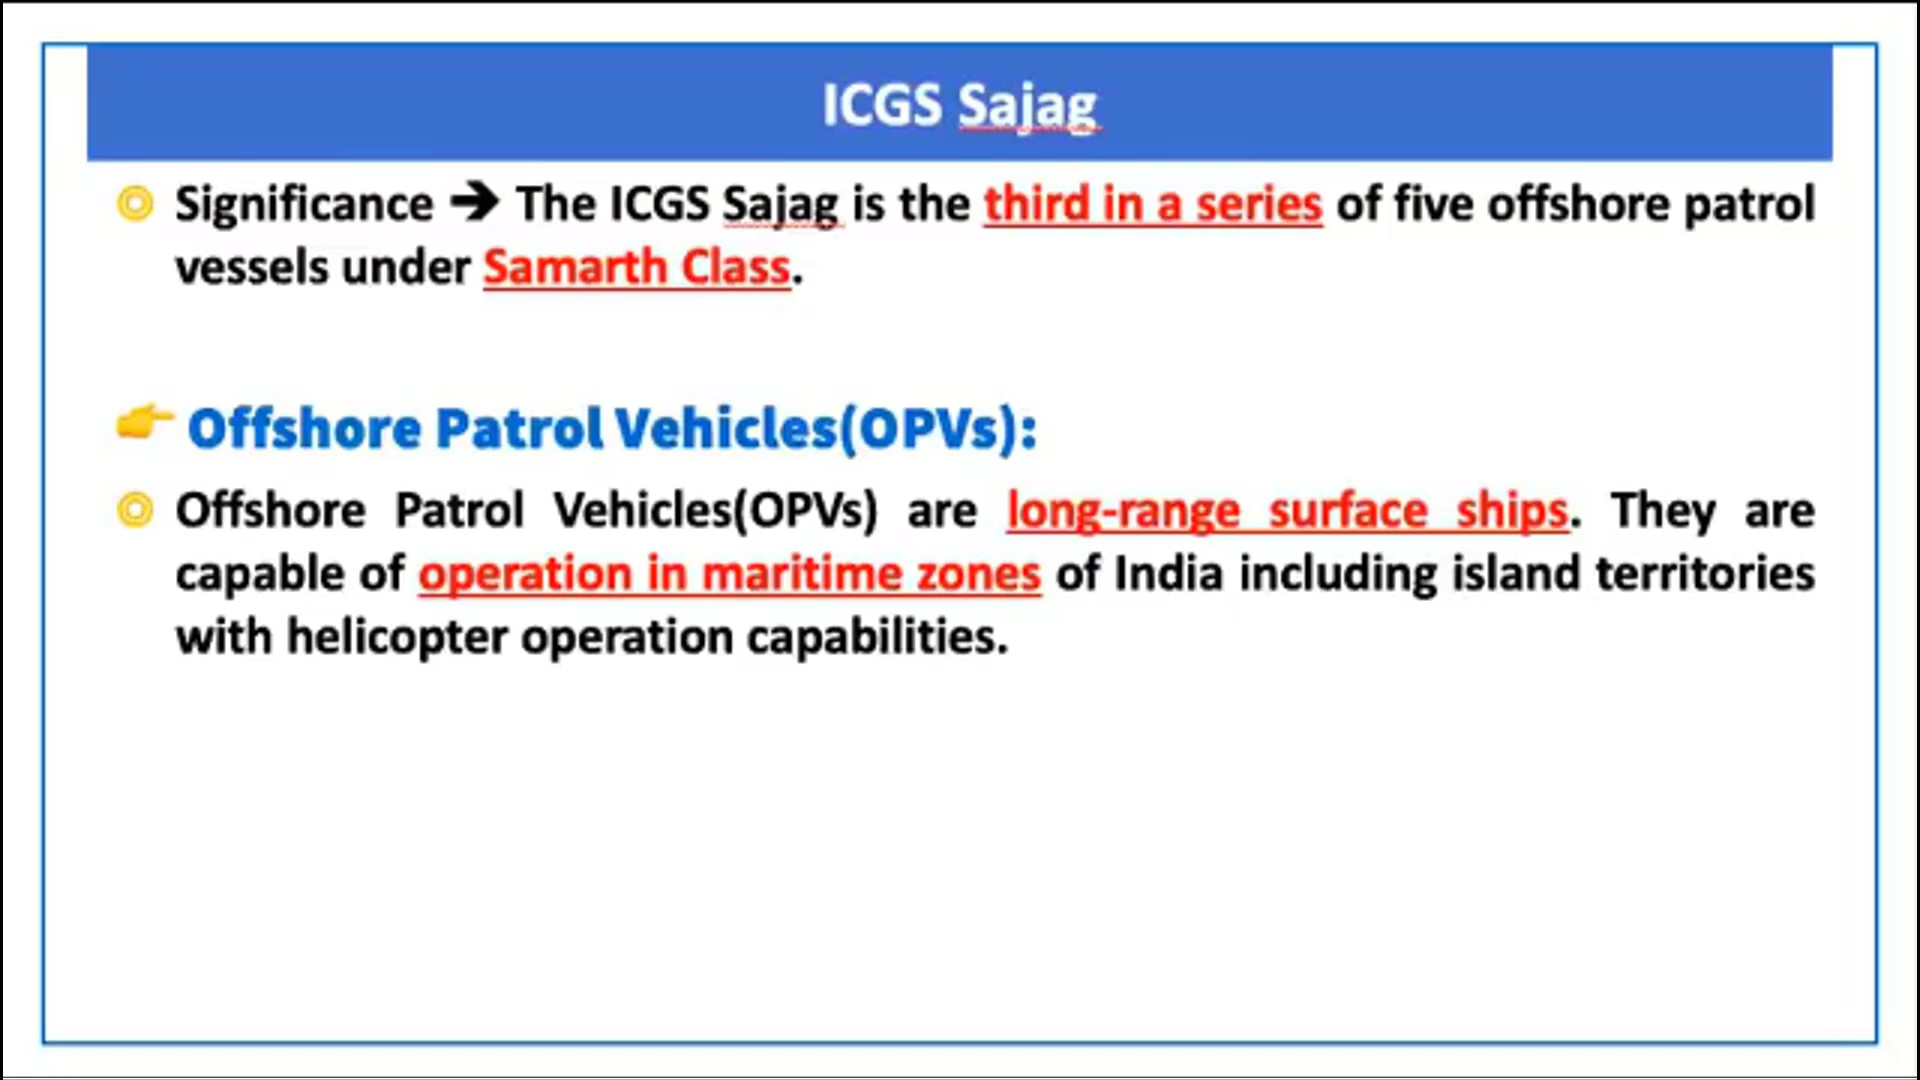 ICGS Sajag
Significance ➔ The ICGS Sajag is the third in a series of five offshore patrol
vessels under Samarth Class.
Offshore Patrol Vehicles(OPVs):
Offshore Patrol Vehicles(OPVs) are long-range surface ships. They are
capable of operation in maritime zones of India including island territories
with helicopter operation capabilities.